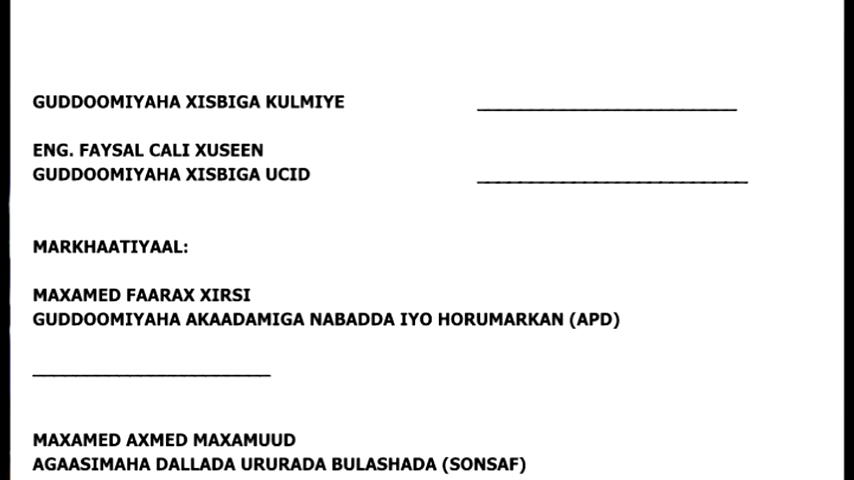 GUDDOOMIYAHA XISBIGA KULMIYE
ENG. FAYSAL CALI XUSEEN
GUDDOOMIYAHA XISBIGA UCID
MARKHAATIYAAL:
MAXAMED FAARAX XIRSI
GUDDOOMIYAHA AKAADAMIGA NABADDA IYO HORUMARKAN (APD)
MAXAMED AXMED MAXAMUUD
AGAASIMAHA DALLADA URURADA BULASHADA (SONSAF)